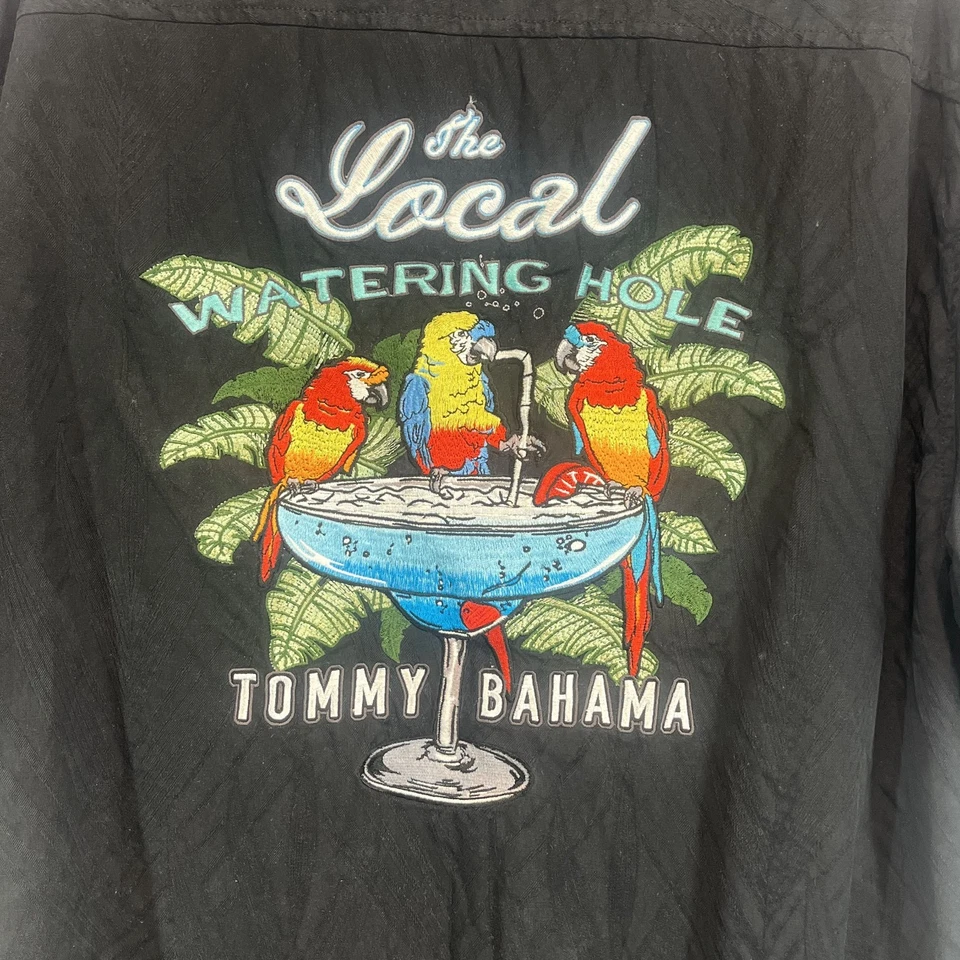 The
Local
WATERING HOLE
TOMMY BAHAMA